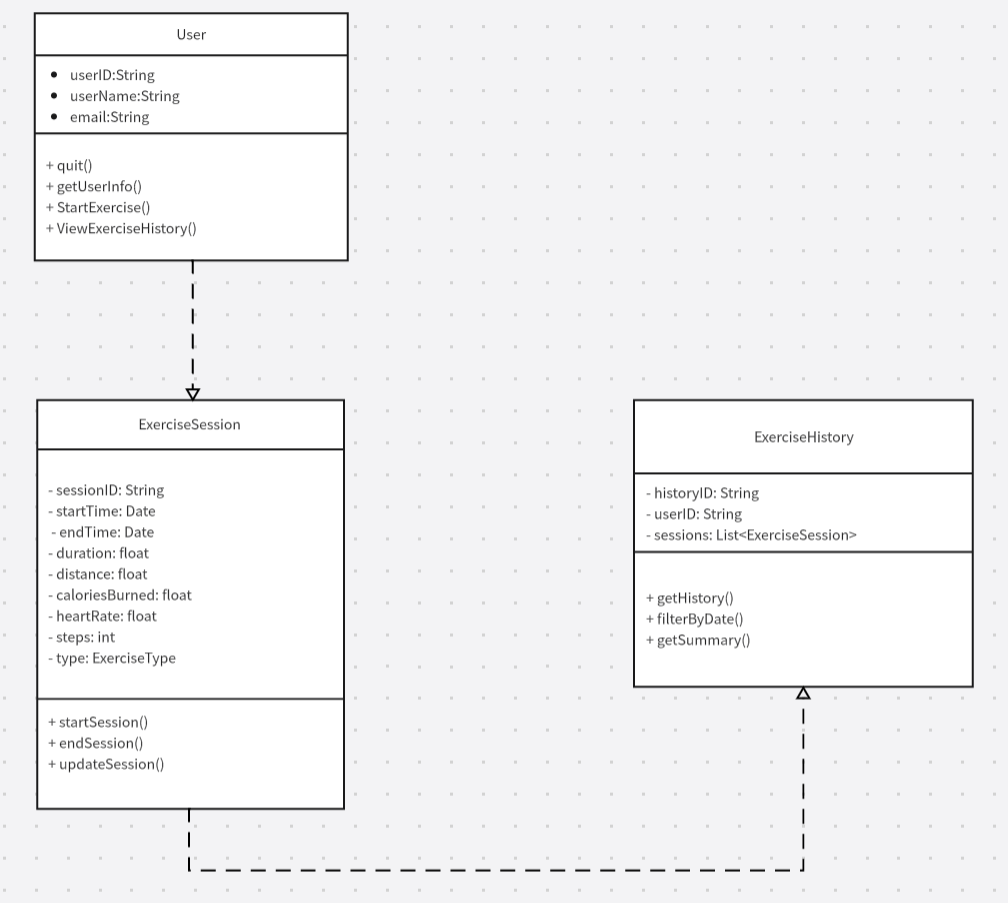 User
• userID:String
• userName:String
• email:String
+ quit()
+ getUserInfo()
+ StartExercise()
+ ViewExerciseHistory()
ExerciseSession
- sessionID: String
- startTime: Date
- endTime: Date
- duration: float
- distance: float
- caloriesBurned: float
- heartRate: float
- steps: int
- type: ExerciseType
+ startSession()
+ endSession()
+ updateSession()
ExerciseHistory
- historyID: String
- userID: String
- sessions: List<ExerciseSession>
+ getHistory()
+ filterByDate()
+ getSummary()